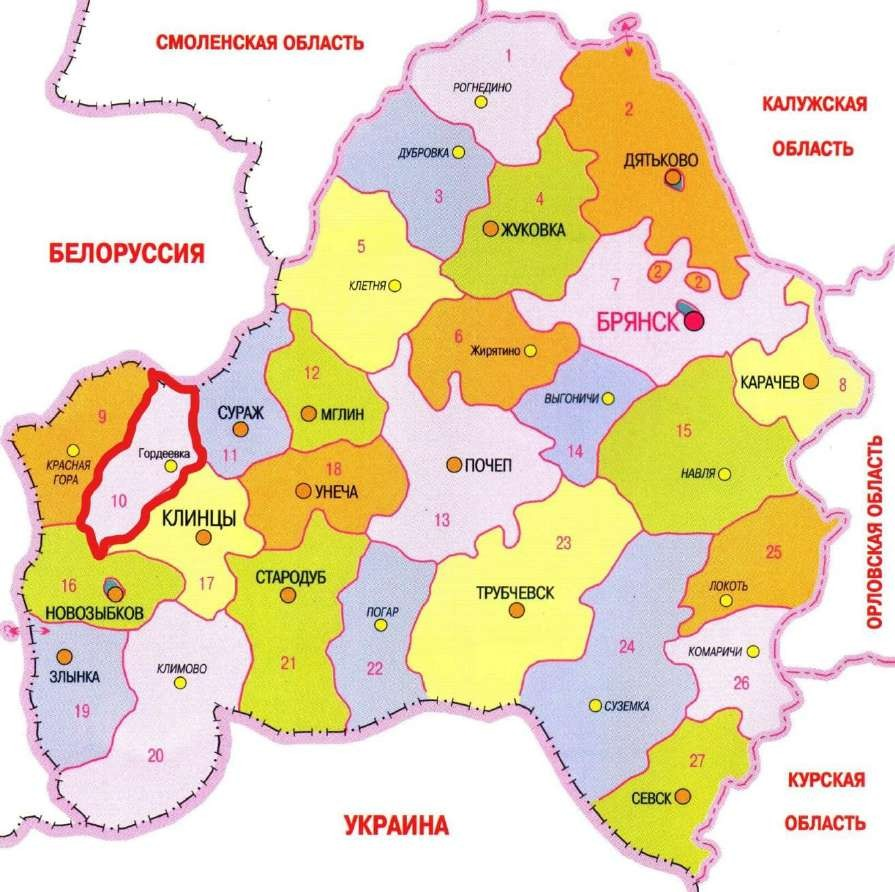 СМОЛЕНСКАЯ ОБЛАСТЬ
1
РОГНЕДИНО
2
КАЛУЖСКАЯ
ОБЛАСТЬ
ДУБРОВКА
ДЯТЬКОВО
3
4
ЖУКОВКА
БЕЛОРУССИЯ
5
КЛЕТНЯ
7
2
2
БРЯНСК
6
Жирятино
12
МГЛИН
КАРАЧЕВ
8
9
СУРАЖ
11
ВЫГОНИЧИ
14
15
КРАСНАЯ
ГОРА
Гордеевка
10
18
УНЕЧА
ПОЧЕП
13
НАВЛЯ
ОРЛОВСКАЯ ОБЛАСТЬ
КЛИНЦЫ
17
23
25
16
НОВОЗЫБКОВ
СТАРОДУБ
21
ПОГАР
22
ТРУБЧЕВСК
ЛОКОТЬ
24
ЗЛЫНКА
19
КЛИМОВО
20
КОМАРИЧИ
26
СУЗЕМКА
27
СЕВСК
УКРАИНА
КУРСКАЯ
ОБЛАСТЬ